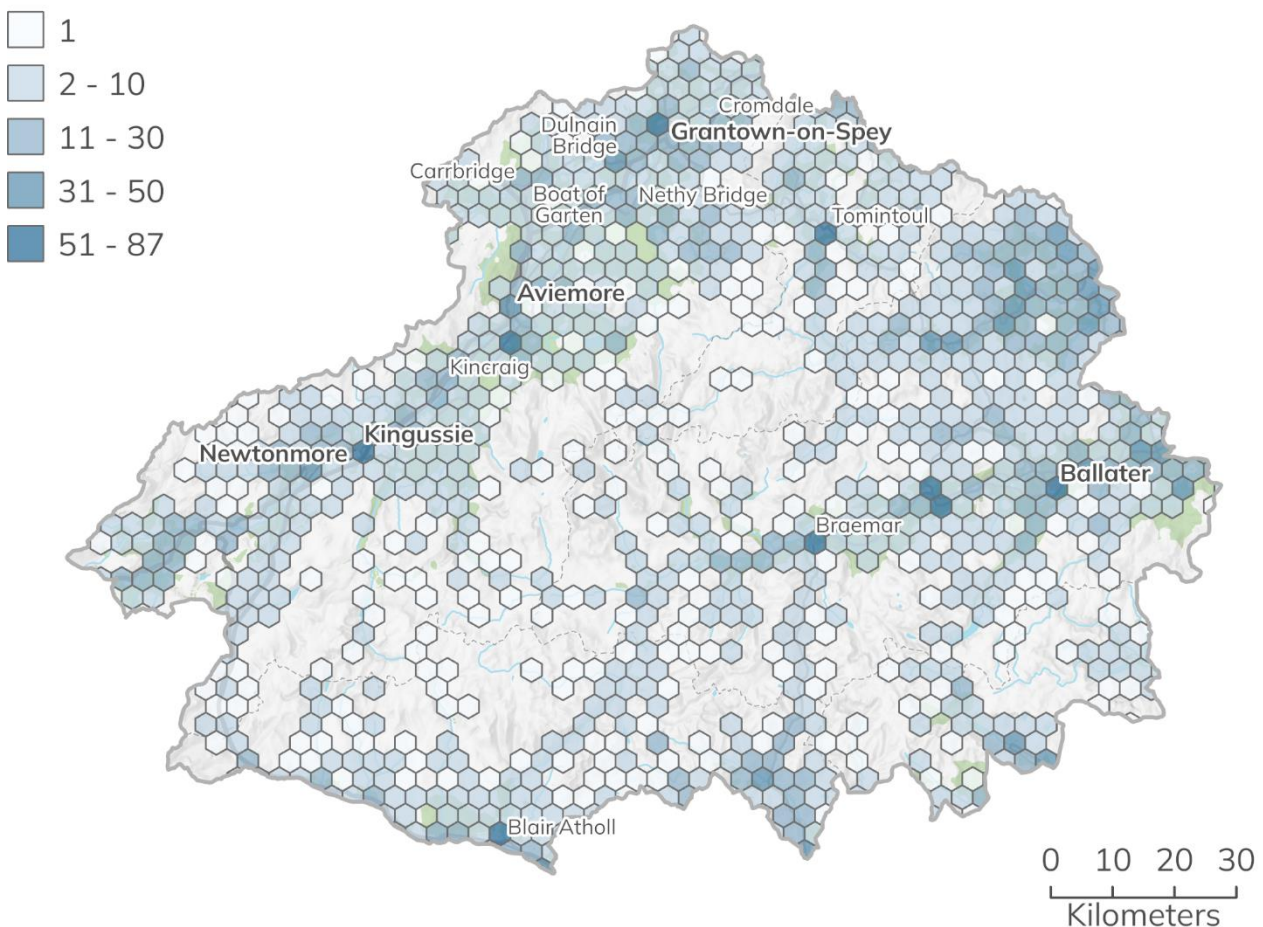 1
2 - 10
11 - 30
31 - 50
51 - 87
Cromdale
Dulnain
Bridge
Grantown-on-Spey
Carrbridge
Boat of
Garten
Nethy Bridge
Tomintoul
Aviemore
Kincraig
Kingussie
Newtonmore
Ballater
Braemar
Blair Atholl
0 10 20 30
Kilometers